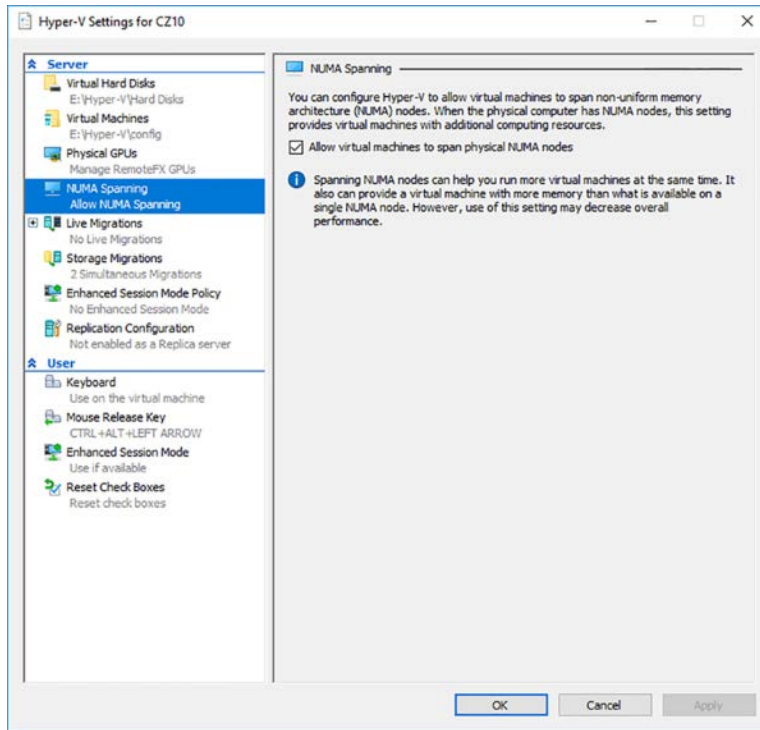 Hyper-V Settings for CZ10
Server
Virtual Hard Disks
E:\Hyper-V\Hard Disks
Virtual Machines
E:\Hyper-V\config
Physical GPUs
Manage RemoteFX GPUs
NUMA Spanning
Allow NUMA Spanning
Live Migrations
No Live Migrations
Storage Migrations
2 Simultaneous Migrations
Enhanced Session Mode Policy
No Enhanced Session Mode
Replication Configuration
Not enabled as a Replica server
User
Keyboard
Use on the virtual machine
Mouse Release Key
CTRL+ALT+LEFT ARROW
Enhanced Session Mode
Use if available
Reset Check Boxes
Reset check boxes
NUMA Spanning
You can configure Hyper-V to allow virtual machines to span non-uniform memory
architecture (NUMA) nodes. When the physical computer has NUMA nodes, this setting
provides virtual machines with additional computing resources.
Allow virtual machines to span physical NUMA nodes
Spanning NUMA nodes can help you run more virtual machines at the same time. It
also can provide a virtual machine with more memory than what is available on a
single NUMA node. However, use of this setting may decrease overall
performance.
OK
Cancel
Apply